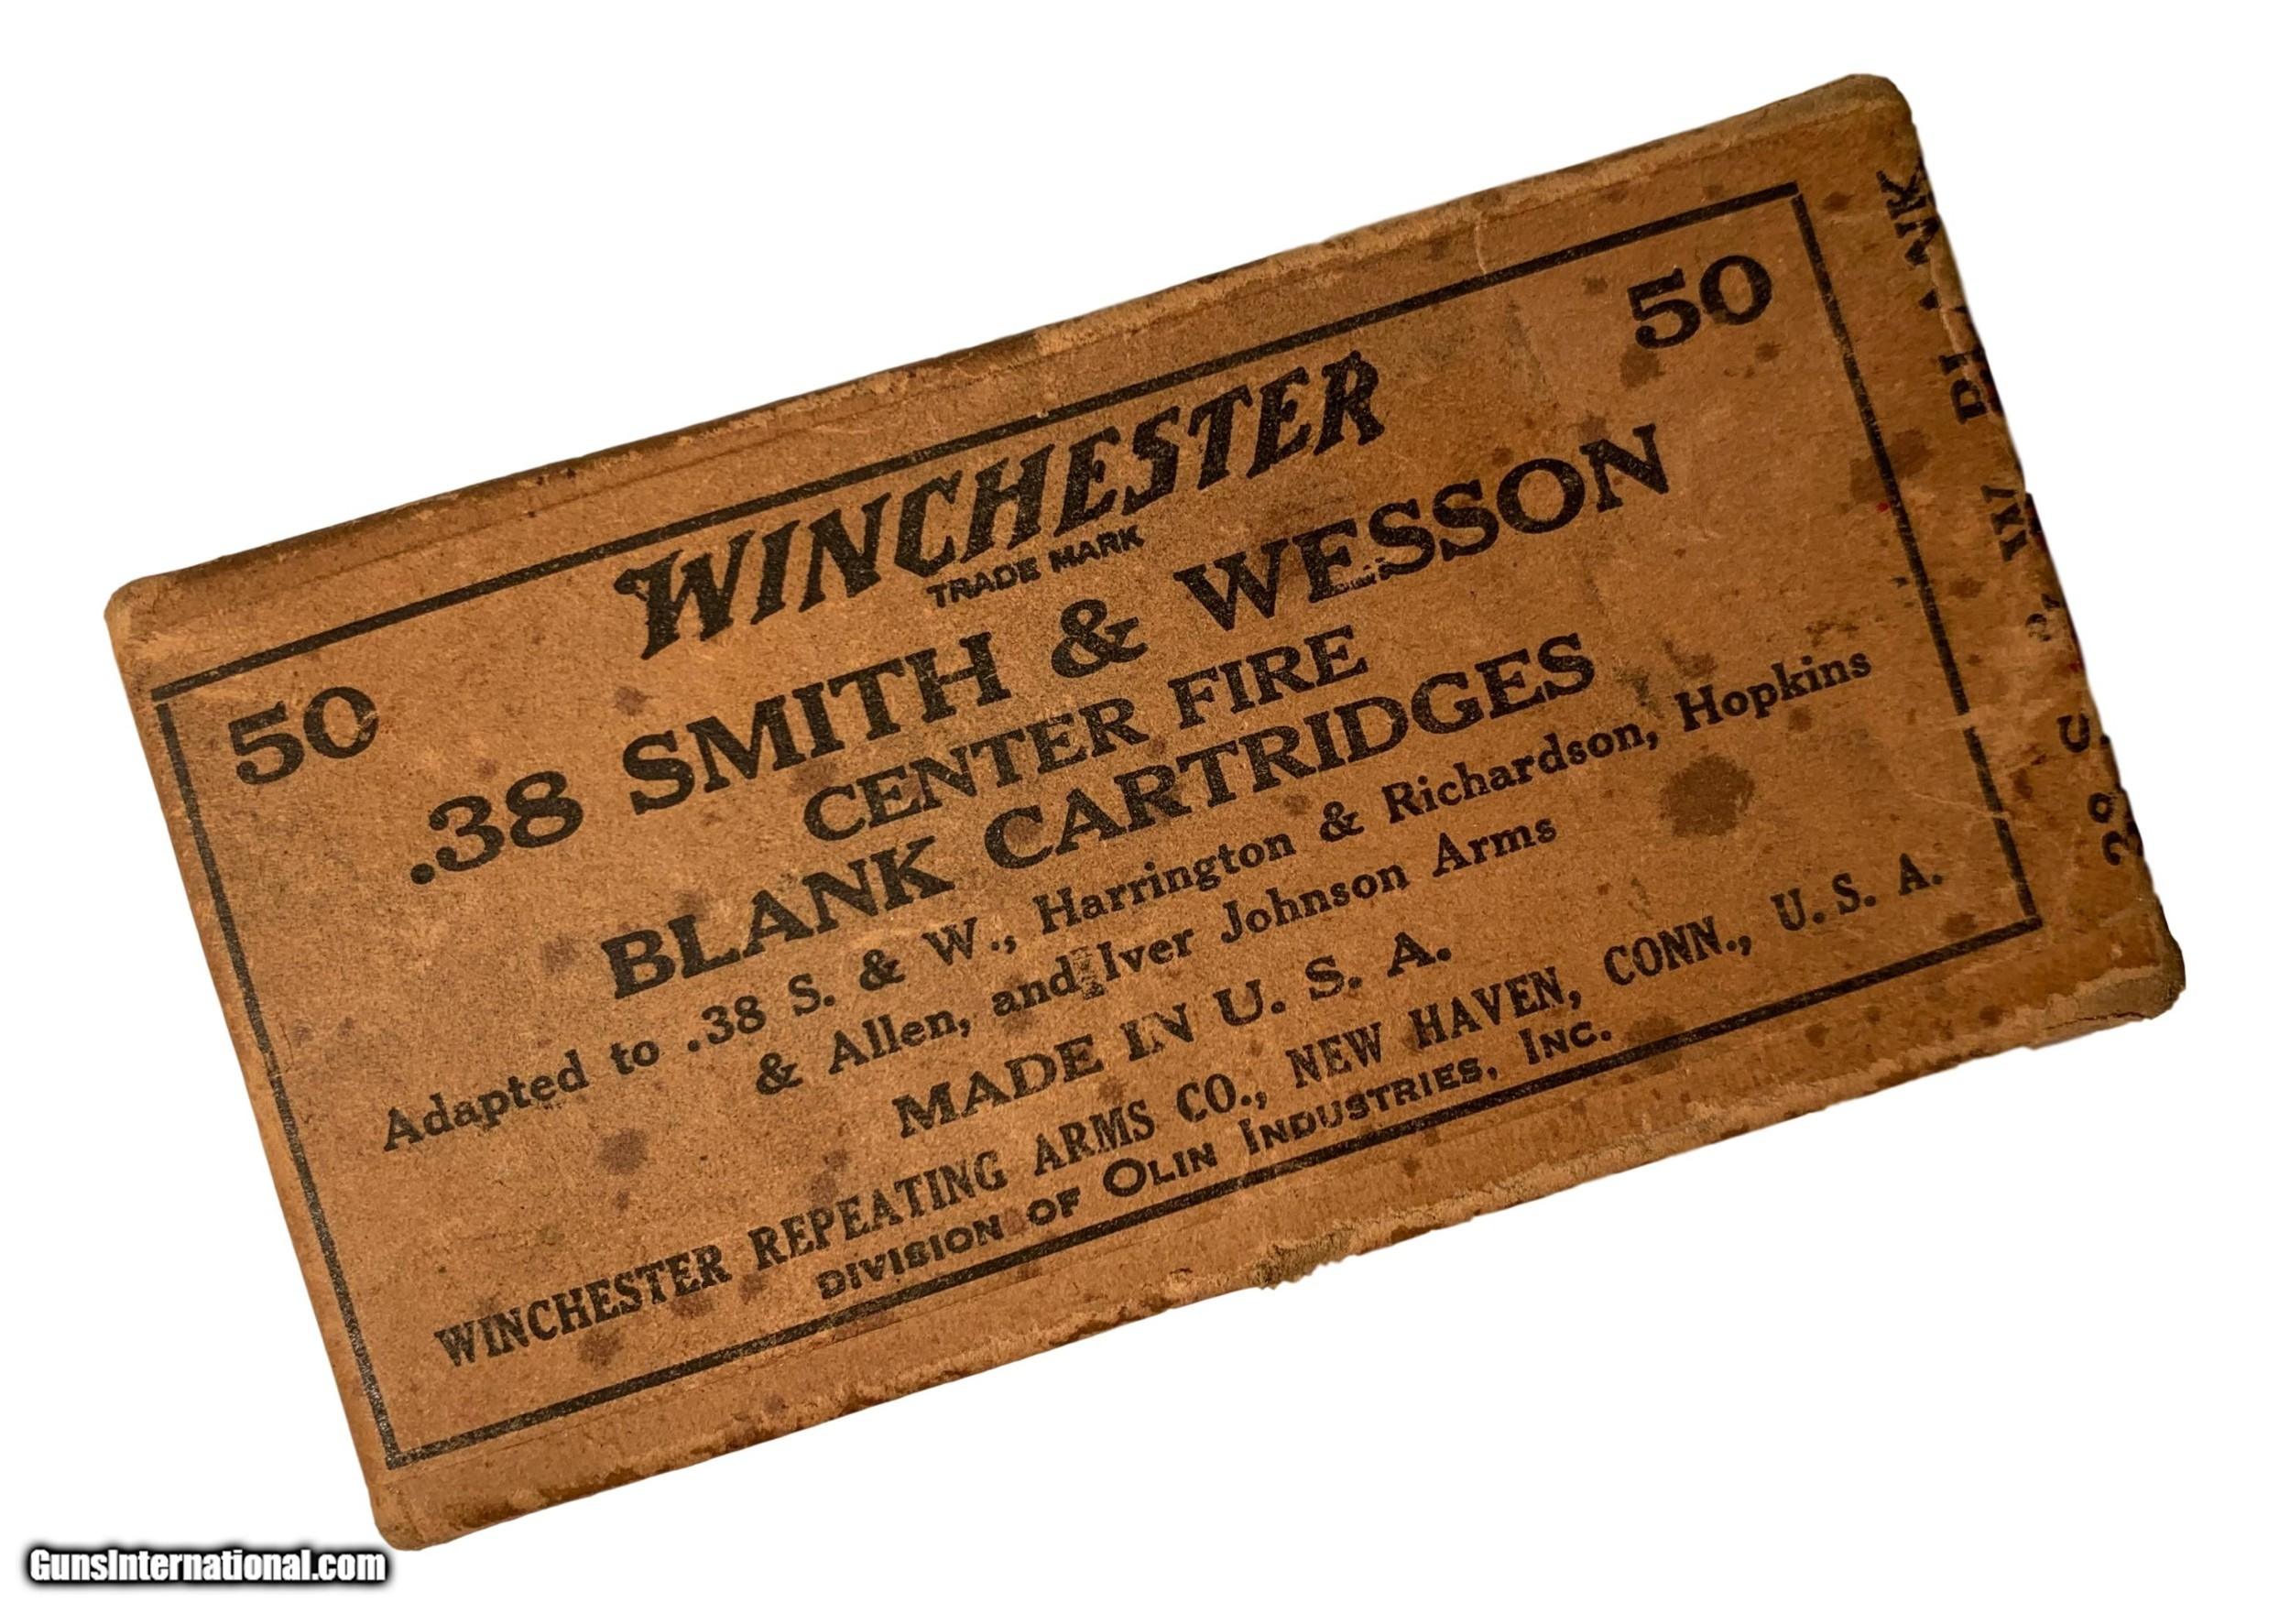 50 50
WINCHESTER
TRADE MARK
.38 SMITH & WESSON
CENTER FIRE
BLANK CARTRIDGES
Adapted to .38 S. & W., Harrington & Richardson, Hopkins
& Allen, and Iver Johnson Arms
MADE IN U. S. A.
WINCHESTER REPEATING ARMS CO., NEW HAVEN, CONN., U. S. A.
DIVISION OF OLIN INDUSTRIES, INC.
BLANK
GunsInternational.com